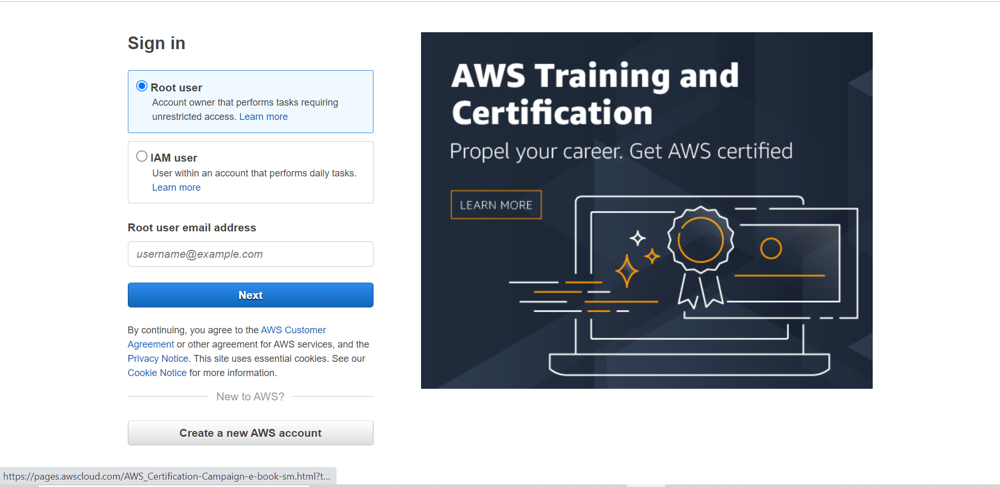 Sign in
Root user
Account owner that performs tasks requiring
unrestricted access. Learn more
IAM user
User within an account that performs daily tasks.
Learn more
Root user email address
username@example.com
Next
By continuing, you agree to the AWS Customer
Agreement or other agreement for AWS services, and the
Privacy Notice. This site uses essential cookies. See our
Cookie Notice for more information.
New to AWS?
Create a new AWS account
AWS Training and
Certification
Propel your career. Get AWS certified
LEARN MORE
https://pages.awscloud.com/AWS_Certification-Campaign-e-book-sm.html?t...